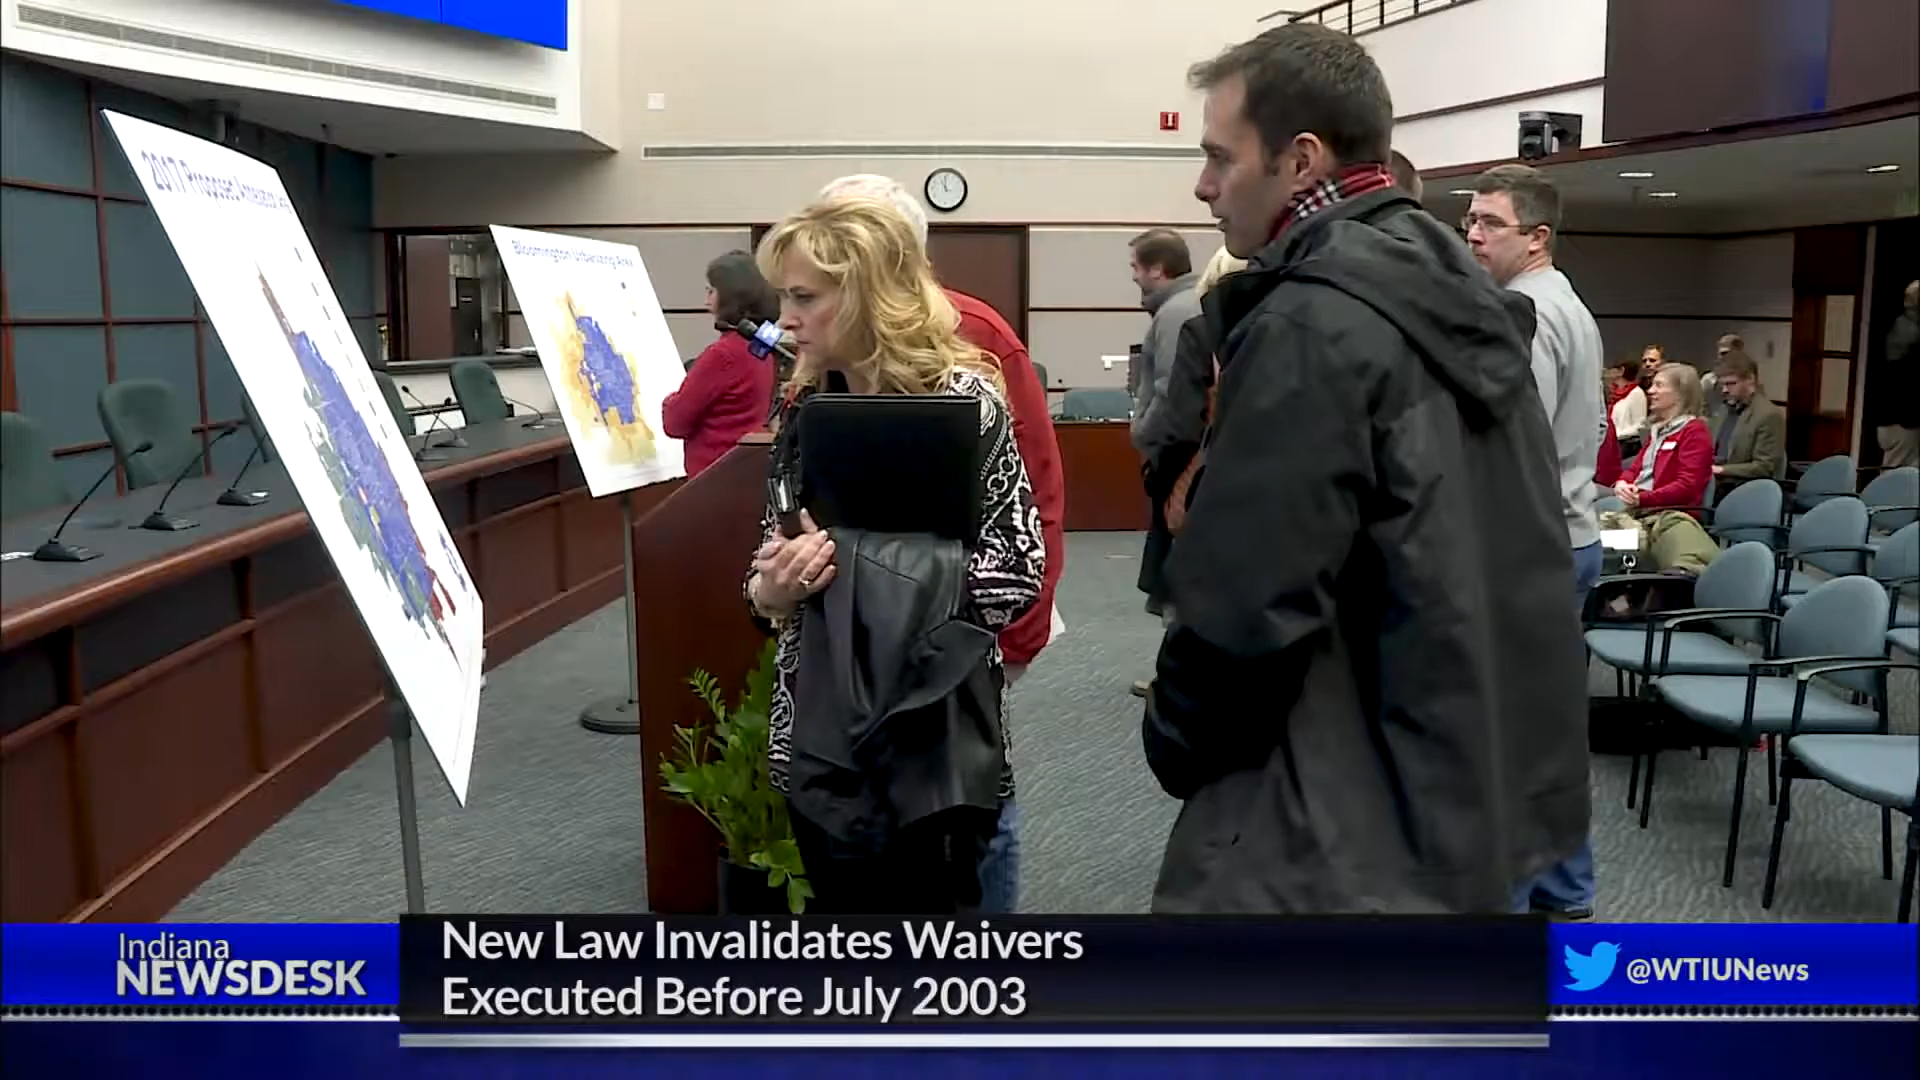 2017 Proposed Annexation
Bloomington Urbanizing Area
Indiana
NEWSDESK
New Law Invalidates Waivers
Executed Before July 2003
@WTIUNews